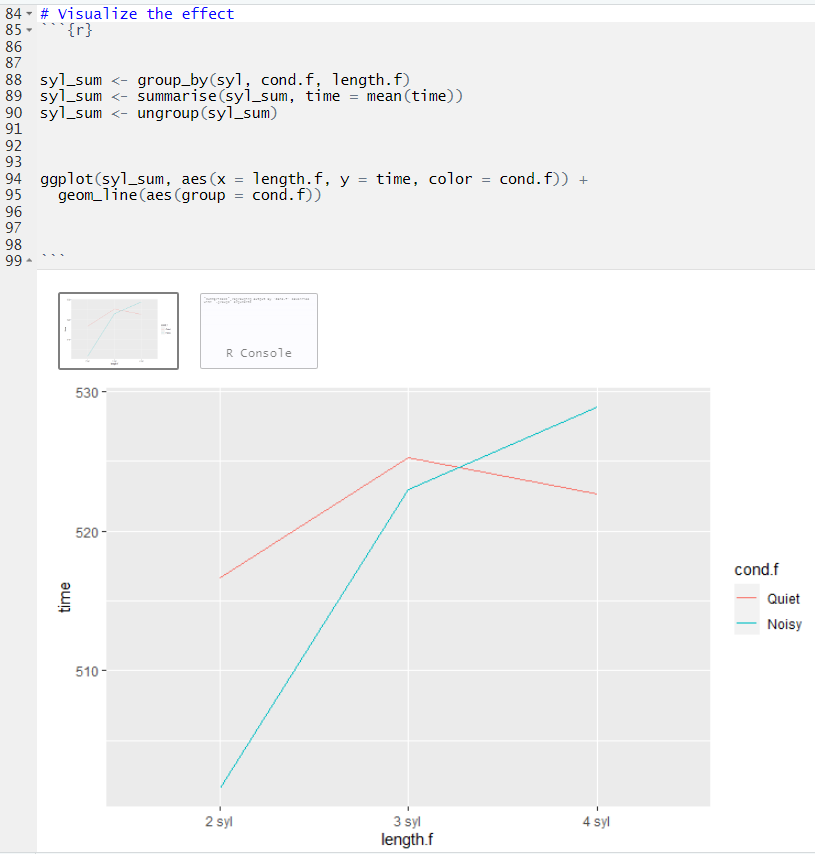 84 # Visualize the effect
85 ```{r}
86
87
88 syl_sum <- group_by(syl, cond.f, length.f)
89 syl_sum <- summarise(syl_sum, time = mean(time))
90 syl_sum <- ungroup(syl_sum)
91
92
93
94 ggplot(syl_sum, aes(x = length.f, y = time, color = cond.f)) +
95   geom_line(aes(group = cond.f))
96
97
98
99 ```
R Console
530
520
510
time
2 syl 3 syl 4 syl
length.f
cond.f
Quiet
Noisy